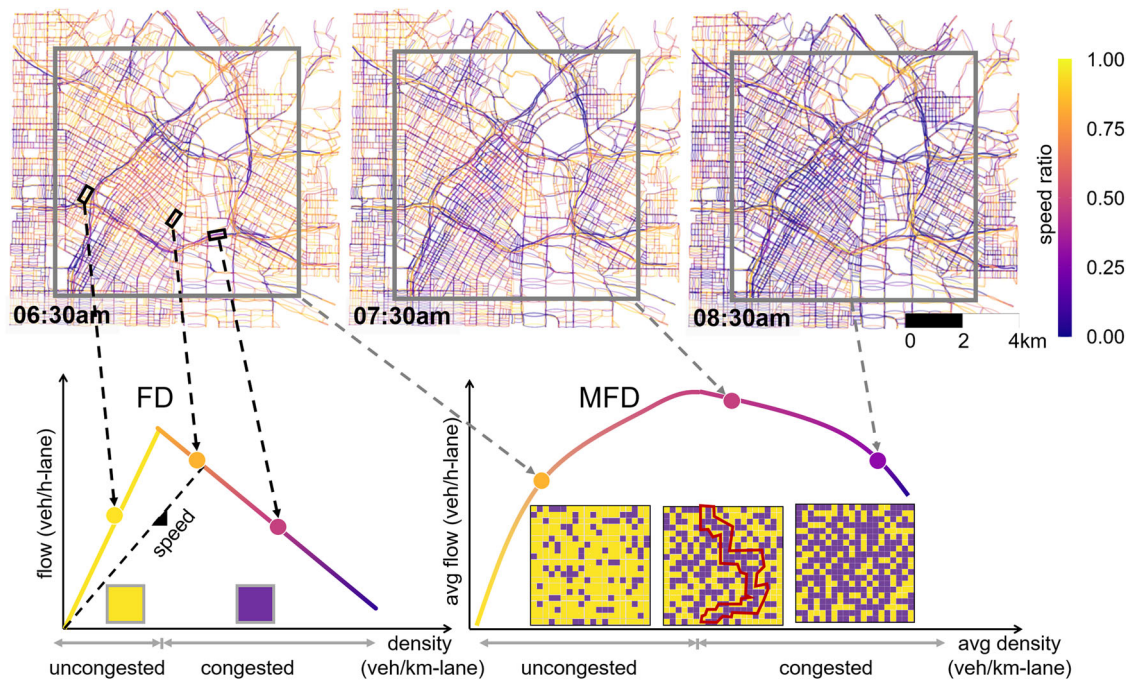 06:30am
07:30am
08:30am
0 2 4km
1.00
0.75
0.50
0.25
0.00
speed ratio
FD
flow (veh/h-lane)
speed
density
(veh/km-lane)
uncongested
congested
MFD
avg flow (veh/h-lane)
avg density
(veh/km-lane)
uncongested
congested